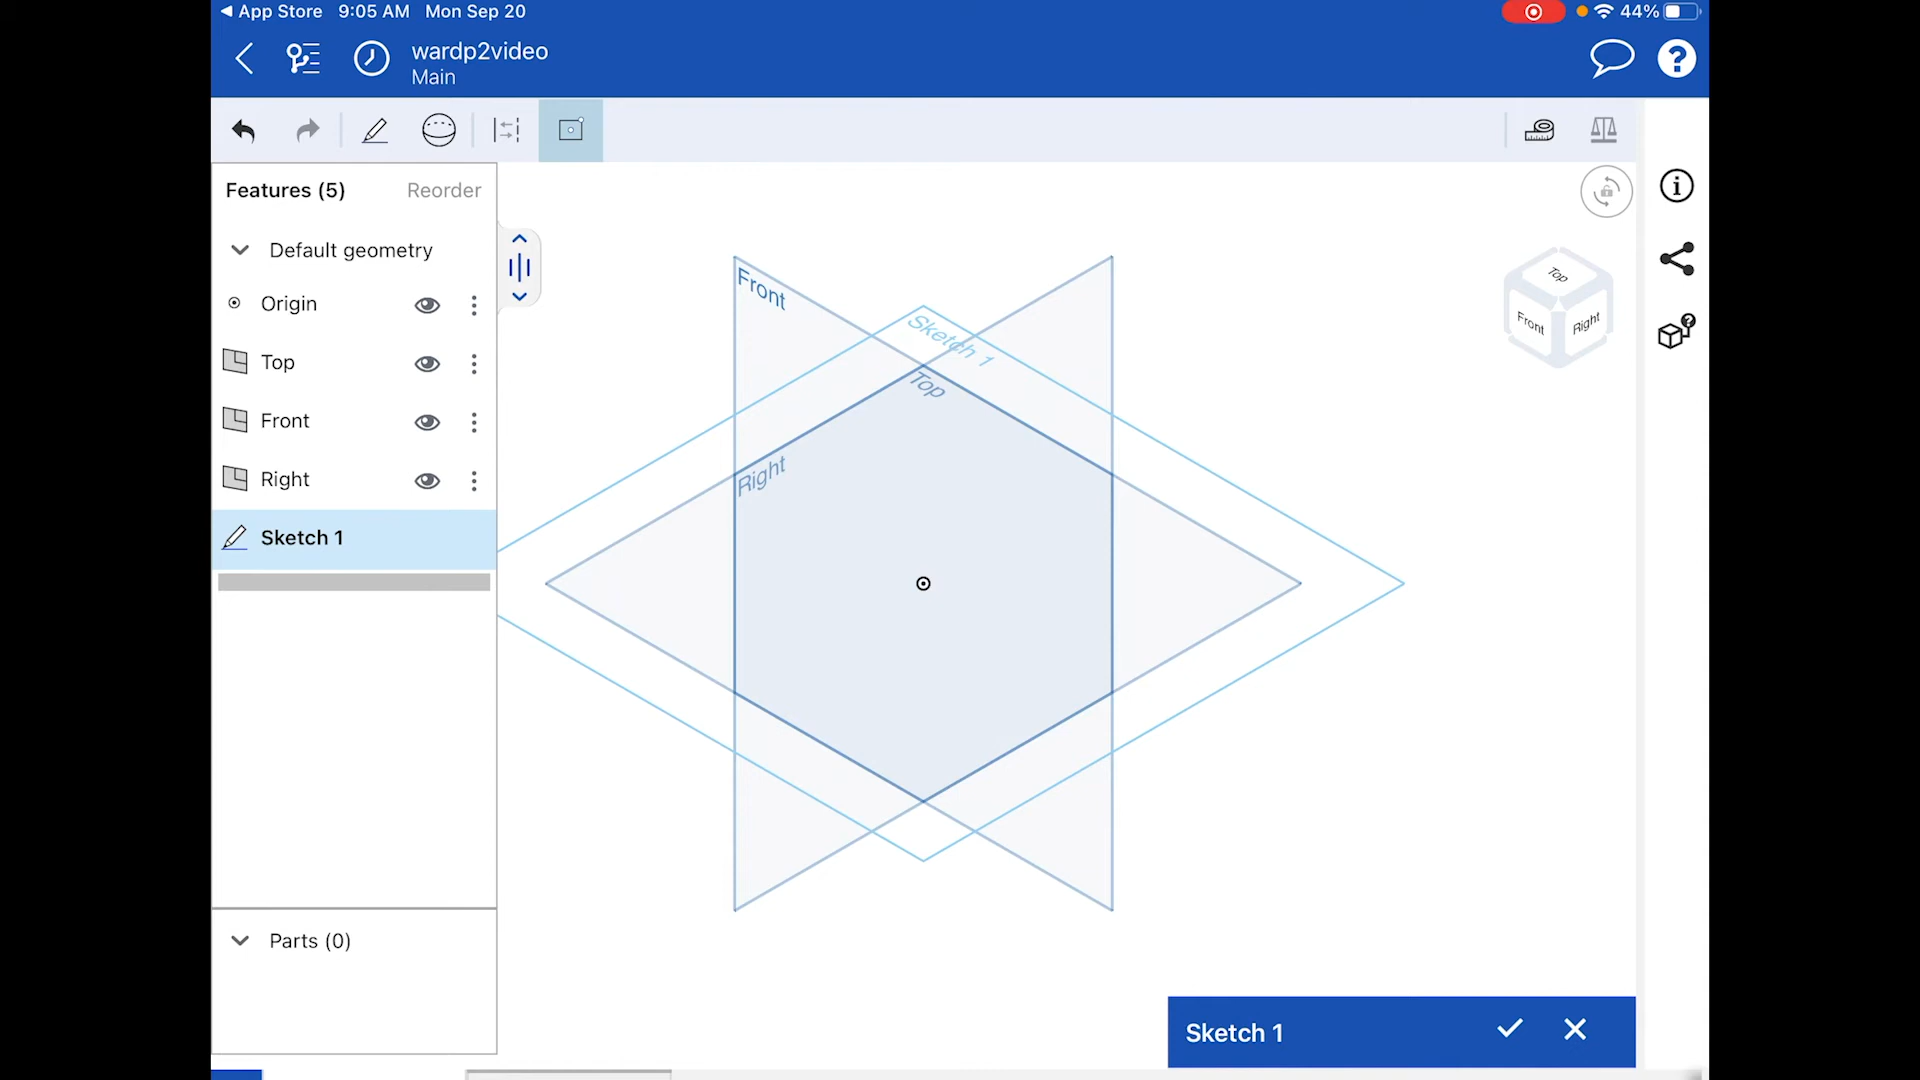 App Store 9:05 AM Mon Sep 20
44%
wardp2video
Main
?
Features (5)
Reorder
Default geometry
Origin
Top
Front
Right
Sketch 1
Parts (0)
Front
Sketch 1
Top
Right
Top
Front
Right
Sketch 1